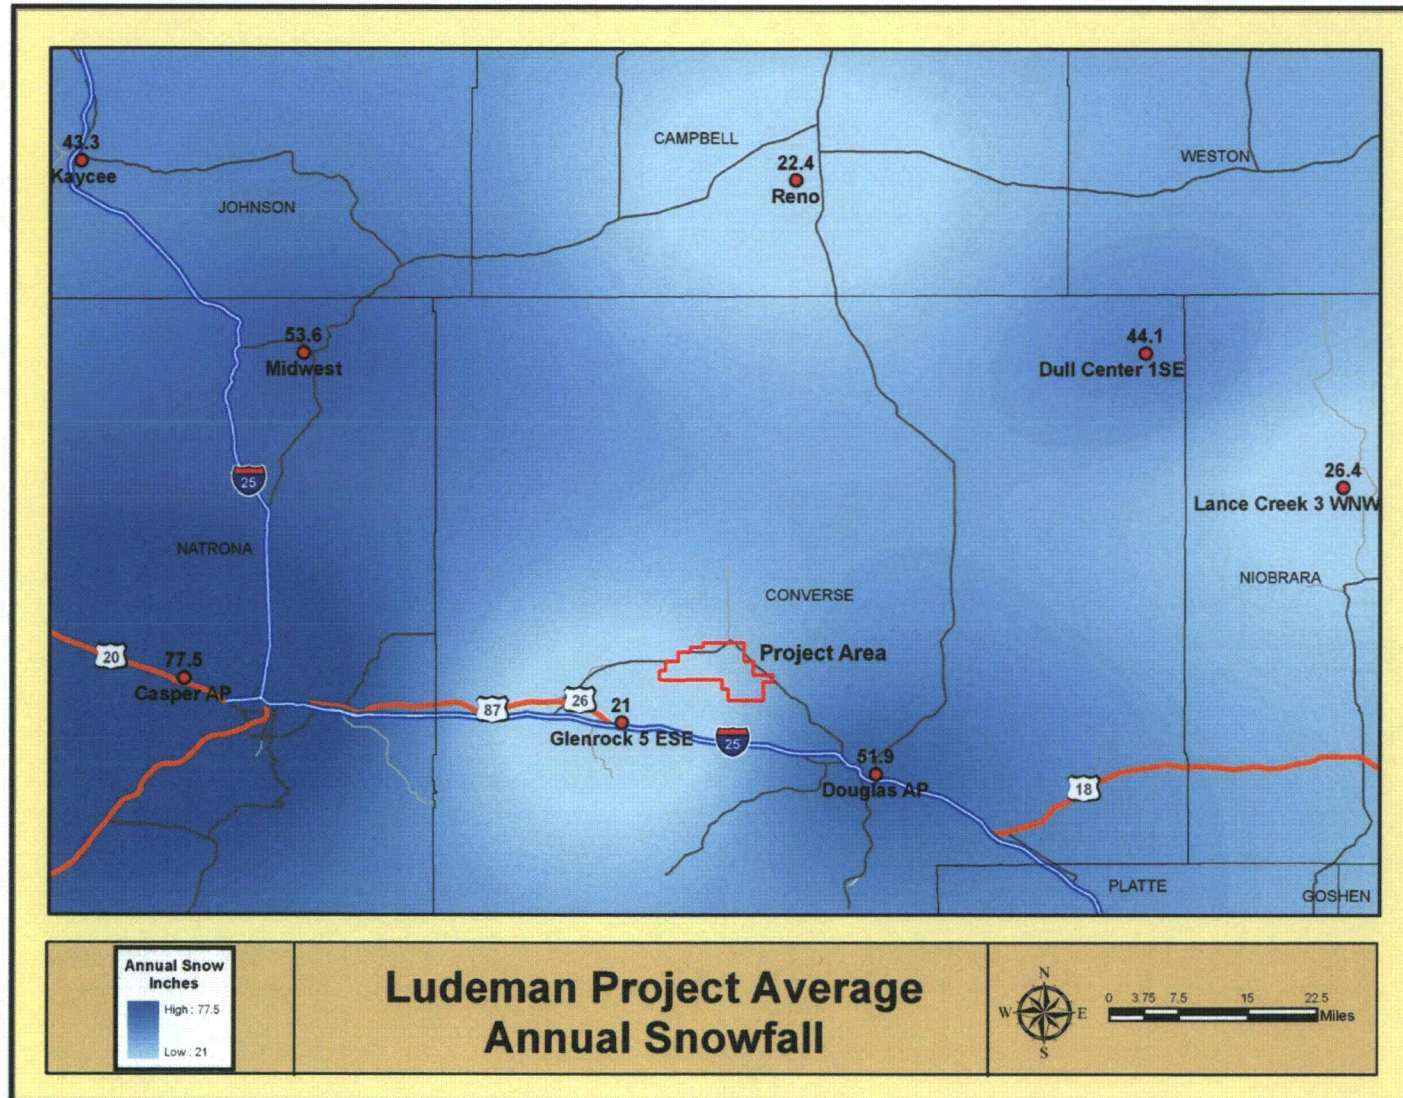 43.3
Kaycee
JOHNSON
CAMPBELL
22.4
Reno
WESTON
53.6
Midwest
44.1
Dull Center 1SE
25
26.4
Lance Creek 3 WNW
NATRONA
NIOBRARA
CONVERSE
Project Area
20
77.5
Casper AP
87
26
21
Glenrock 5 ESE
25
51.9
Douglas AP
18
PLATTE
GOSHEN
Annual Snow
Inches
High : 77.5
Low : 21
Ludeman Project Average
Annual Snowfall
N
W E
S
0 3.75 7.5 15 22.5
Miles